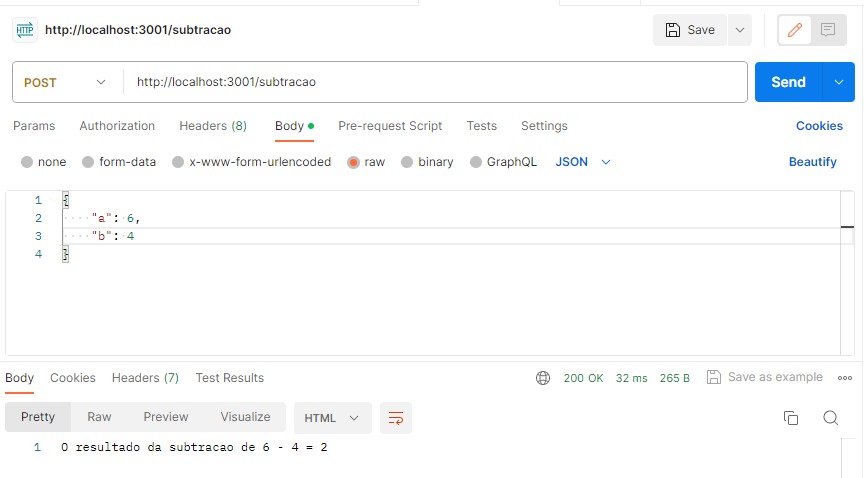 HTTP http://localhost:3001/subtracao Save
POST http://localhost:3001/subtracao Send
Params Authorization Headers (8) Body Pre-request Script Tests Settings Cookies
none form-data x-www-form-urlencoded raw binary GraphQL JSON Beautify
1 {
2 "a": 6,
3 "b": 4
4 }
Body Cookies Headers (7) Test Results 200 OK 32 ms 265 B Save as example
Pretty Raw Preview Visualize HTML
1 O resultado da subtracao de 6 - 4 = 2